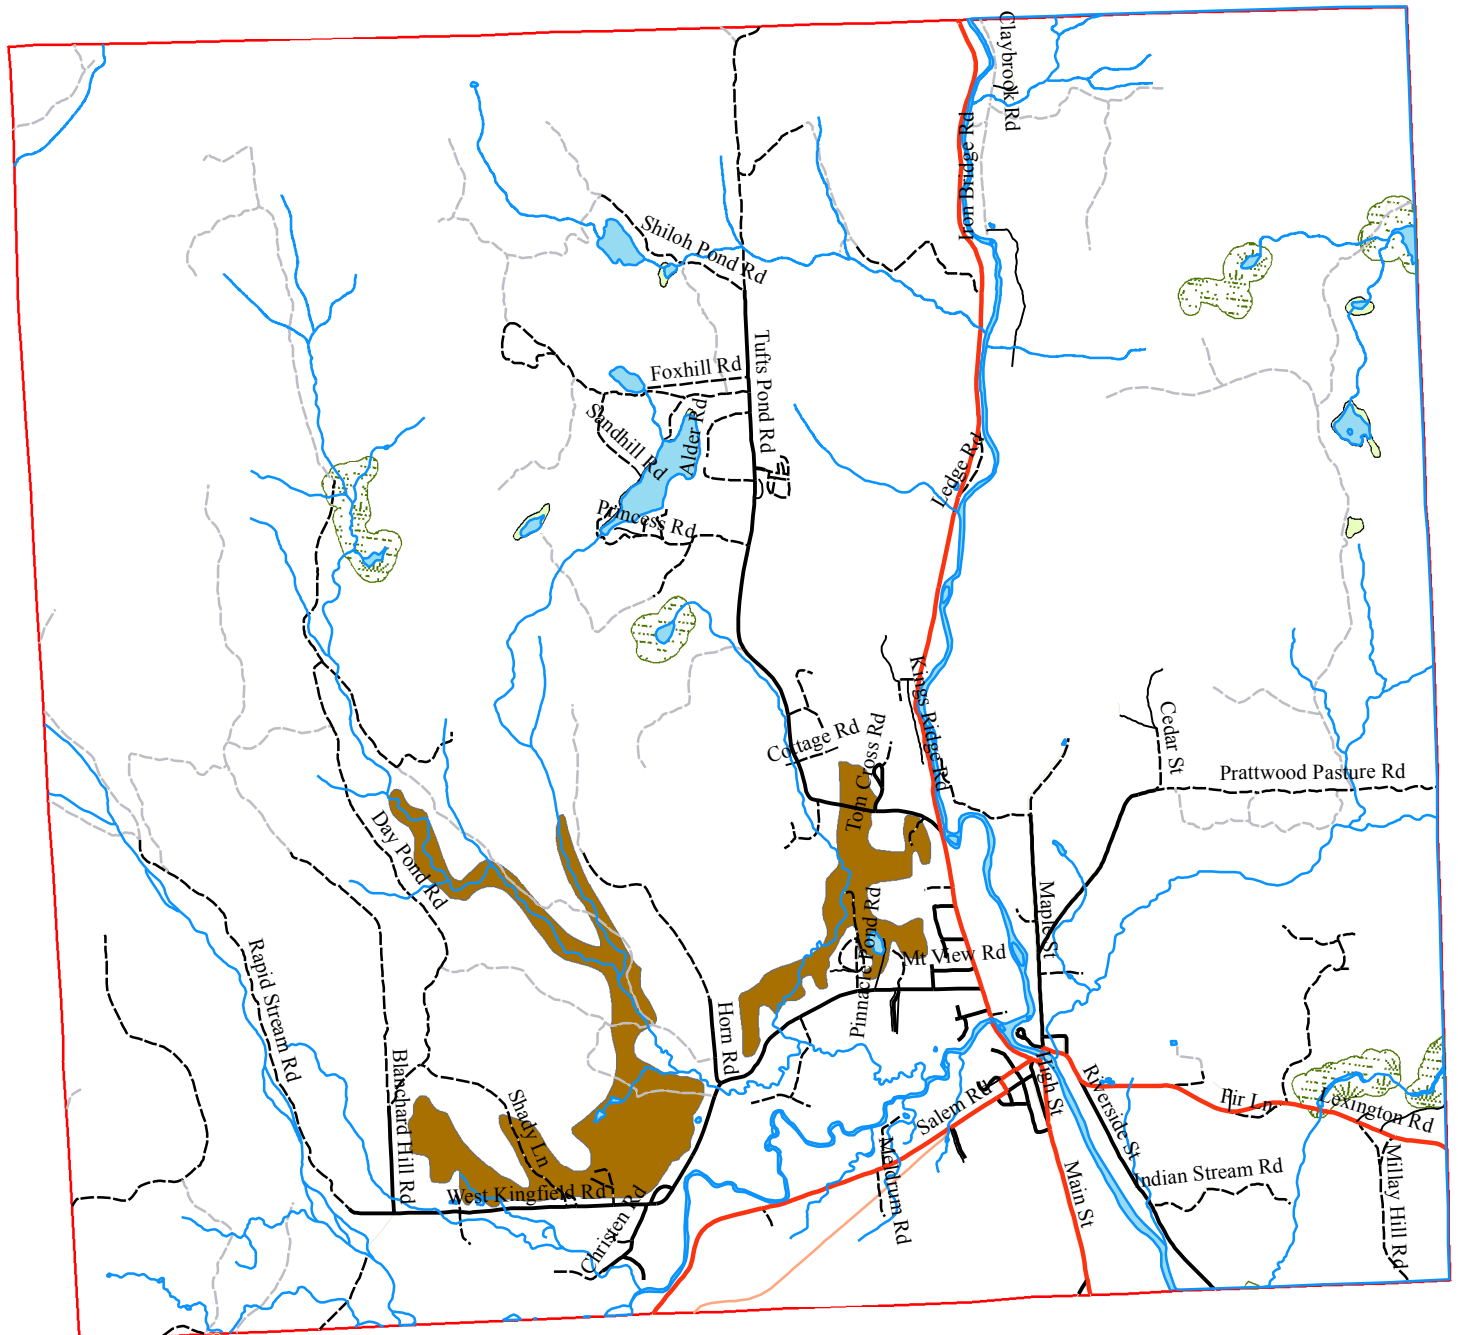 Claybrook Rd
Iron Bridge Rd
Shiloh Pond Rd
Tufts Pond Rd
Foxhill Rd
Alder Rd
Sandhill Rd
Ledge Rd
Princess Rd
Kings Ridge Rd
Cedar St
Cottage Rd
Tom Cross Rd
Prattwood Pasture Rd
Day Pond Rd
Maple St
Pinnacle Pond Rd
Mt View Rd
Rapid Stream Rd
Horn Rd
Blanchard Hill Rd
Shady Ln
High St
Riverside St
Salem Rd
Fir Ln
Lexington Rd
Meldrum Rd
Main St
Indian Stream Rd
Millay Hill Rd
West Kingfield Rd
Christen Rd